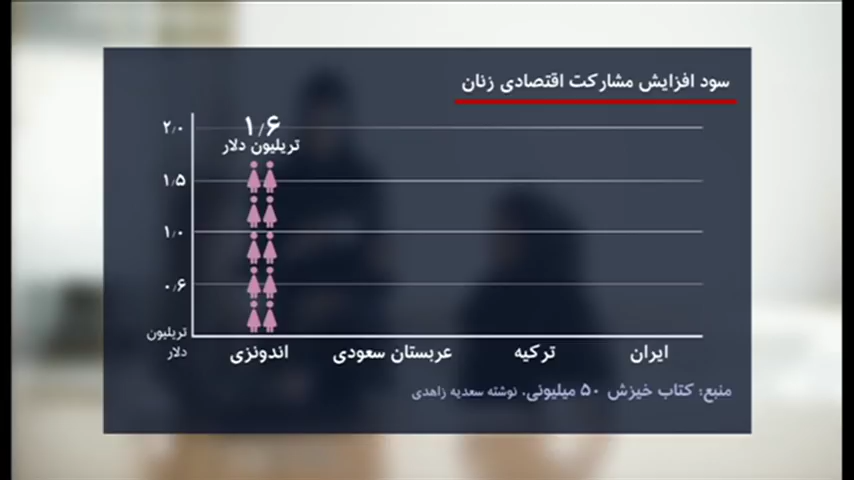 سود افزایش مشارکت اقتصادی زنان
۱٫۶
تریلیون دلار
۲٫۰
۱٫۵
۱٫۰
۰٫۶
تریلیون
دلار
اندونزی عربستان سعودی ترکیه ایران
منبع: کتاب خیزش ۵۰ میلیونی، نوشته سعدیه زاهدی